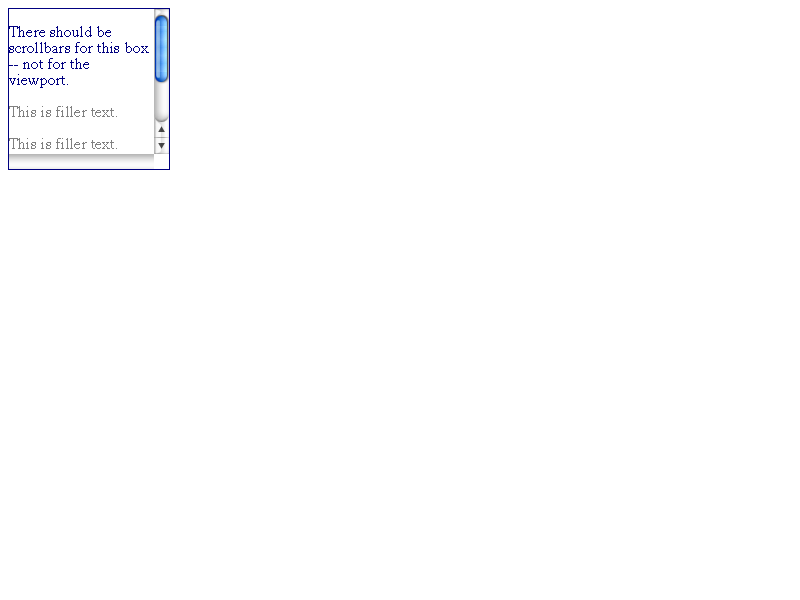 There should be
scrollbars for this box
-- not for the
viewport.
This is filler text.
This is filler text.